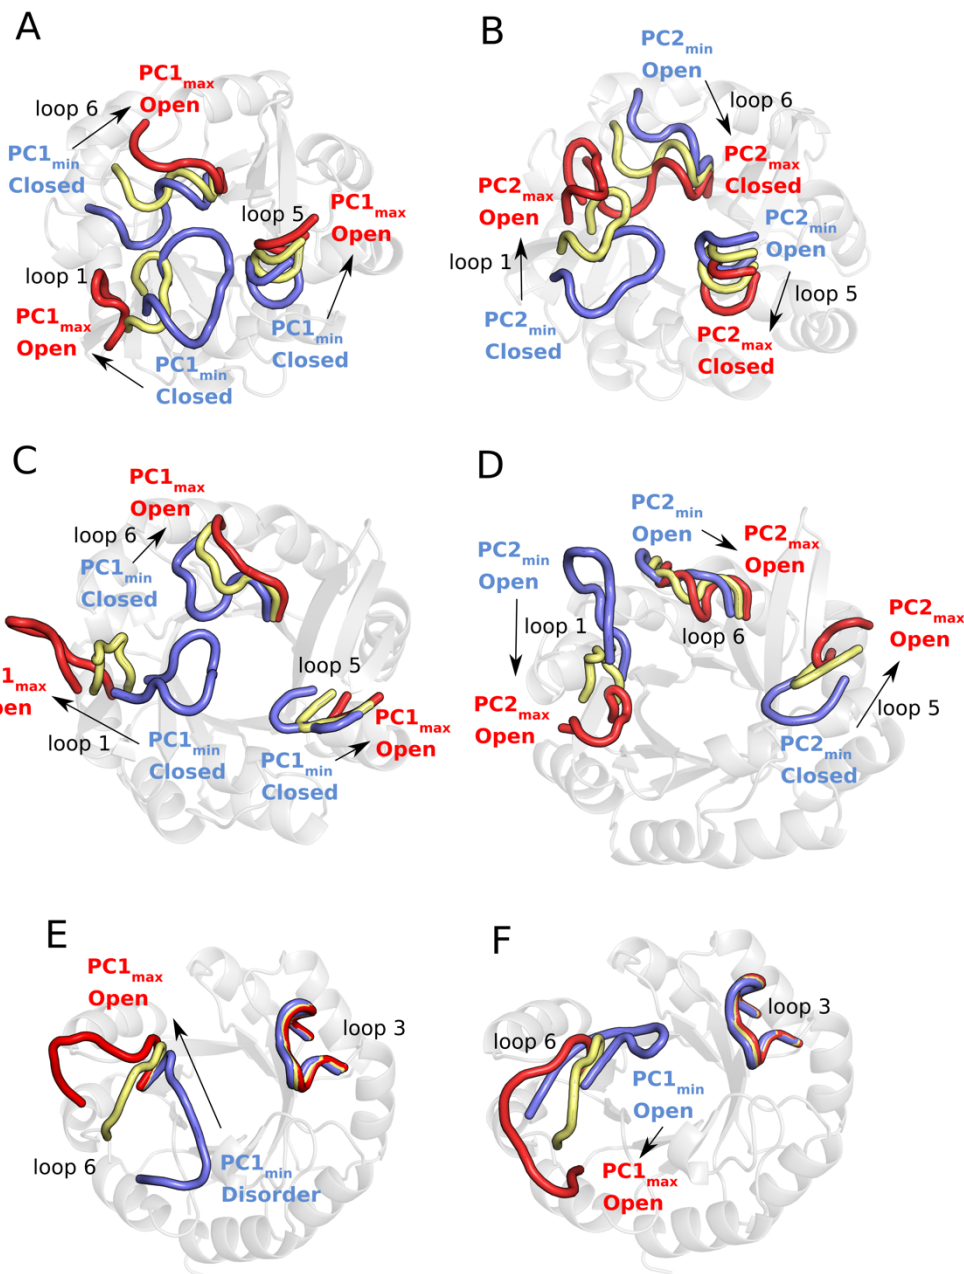 A
PC1max
Open
loop 6
PC1min
Closed
loop 5
PC1max
Open
loop 1
PC1max
Open
PC1min
Closed
PC1min
Closed
B
PC2min
Open
loop 6
PC2max
Closed
PC2max
Open
PC2min
Open
loop 1
loop 5
PC2min
Closed
PC2max
Closed
C
PC1max
Open
loop 6
PC1min
Closed
loop 5
1max
pen
loop 1
PC1min
Closed
PC1min
Closed
PC1max
Open
D
PC2min
Open
PC2min
Open
PC2max
Open
loop 1
loop 6
PC2max
Open
PC2max
Open
loop 5
PC2min
Closed
E
PC1max
Open
loop 3
loop 6
PC1min
Disorder
F
loop 3
loop 6
PC1min
Open
PC1max
Open